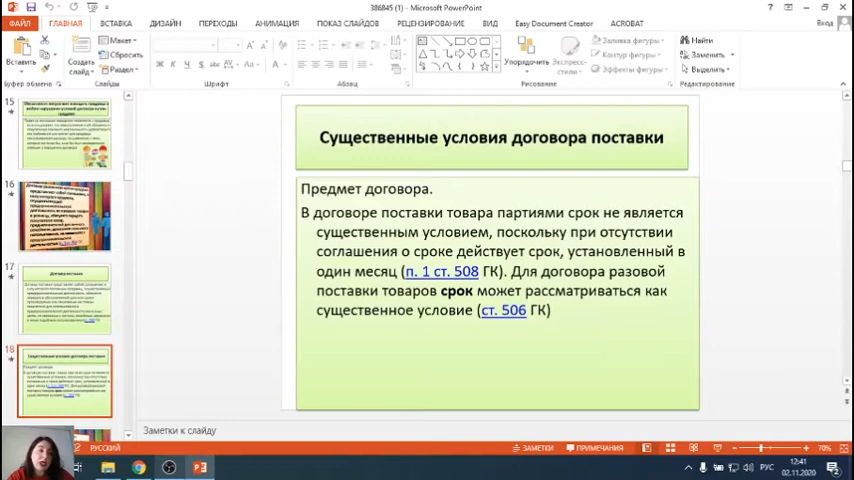 386845 (1) - Microsoft PowerPoint
Вход
ФАЙЛ ГЛАВНАЯ ВСТАВКА ДИЗАЙН ПЕРЕХОДЫ АНИМАЦИЯ ПОКАЗ СЛАЙДОВ РЕЦЕНЗИРОВАНИЕ ВИД Easy Document Creator ACROBAT
Вставить
Создать слайд
Макет
Сбросить
Раздел
Ж К Ч S abc AV Aa A
Упорядочить
Экспресс-стили
Заливка фигуры
Контур фигуры
Эффекты фигуры
Найти
Заменить
Выделить
Буфер обмена Слайды Шрифт Абзац Рисование Редактирование
15
16
17
Договор поставки
18
Существенные условия договора поставки
Существенные условия договора поставки
Предмет договора.
В договоре поставки товара партиями срок не является
существенным условием, поскольку при отсутствии
соглашения о сроке действует срок, установленный в
один месяц (п. 1 ст. 508 ГК). Для договора разовой
поставки товаров срок может рассматриваться как
существенное условие (ст. 506 ГК)
Заметки к слайду
РУССКИЙ
ЗАМЕТКИ ПРИМЕЧАНИЯ 70%
РУС
12:41
02.11.2020
2